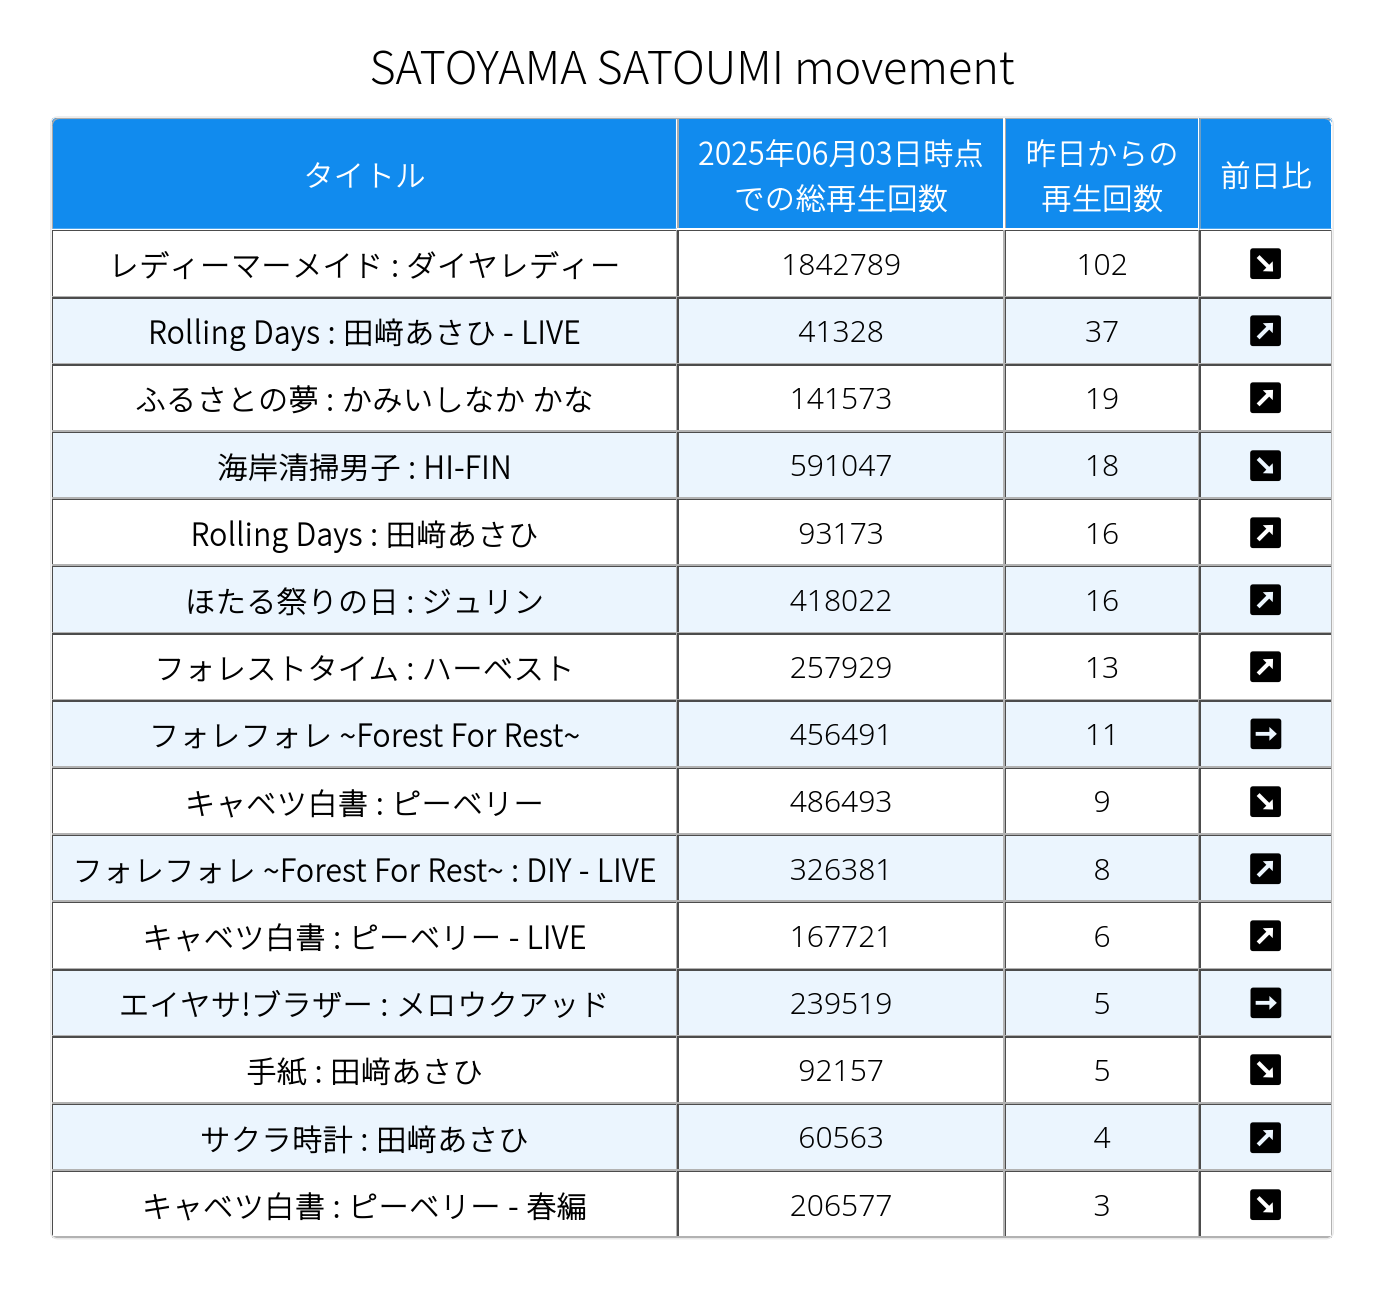 SATOYAMA SATOUMI movement
タイトル
2025年06月03日時点
での総再生回数
昨日からの
再生回数
前日比
レディーマーメイド : ダイヤレディー 1842789 102 ↘
Rolling Days : 田﨑あさひ - LIVE 41328 37 ↗
ふるさとの夢 : かみいしなか かな 141573 19 ↗
海岸清掃男子 : HI-FIN 591047 18 ↘
Rolling Days : 田﨑あさひ 93173 16 ↗
ほたる祭りの日 : ジュリン 418022 16 ↗
フォレストタイム : ハーベスト 257929 13 ↗
フォレフォレ ~Forest For Rest~ 456491 11 →
キャベツ白書 : ピーベリー 486493 9 ↘
フォレフォレ ~Forest For Rest~ : DIY - LIVE 326381 8 ↗
キャベツ白書 : ピーベリー - LIVE 167721 6 ↗
エイヤサ!ブラザー : メロウクアッド 239519 5 →
手紙 : 田﨑あさひ 92157 5 ↘
サクラ時計 : 田﨑あさひ 60563 4 ↗
キャベツ白書 : ピーベリー - 春編 206577 3 ↘